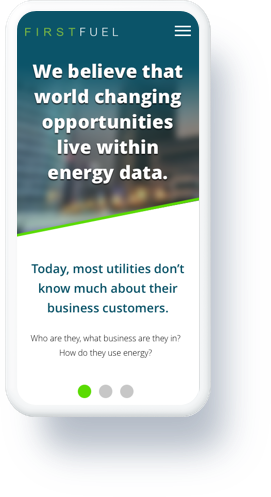 FIRSTFUEL
We believe that
world changing
opportunities
live within
energy data.
Today, most utilities don't
know much about their
business customers.
Who are they, what business are they in?
How do they use energy?